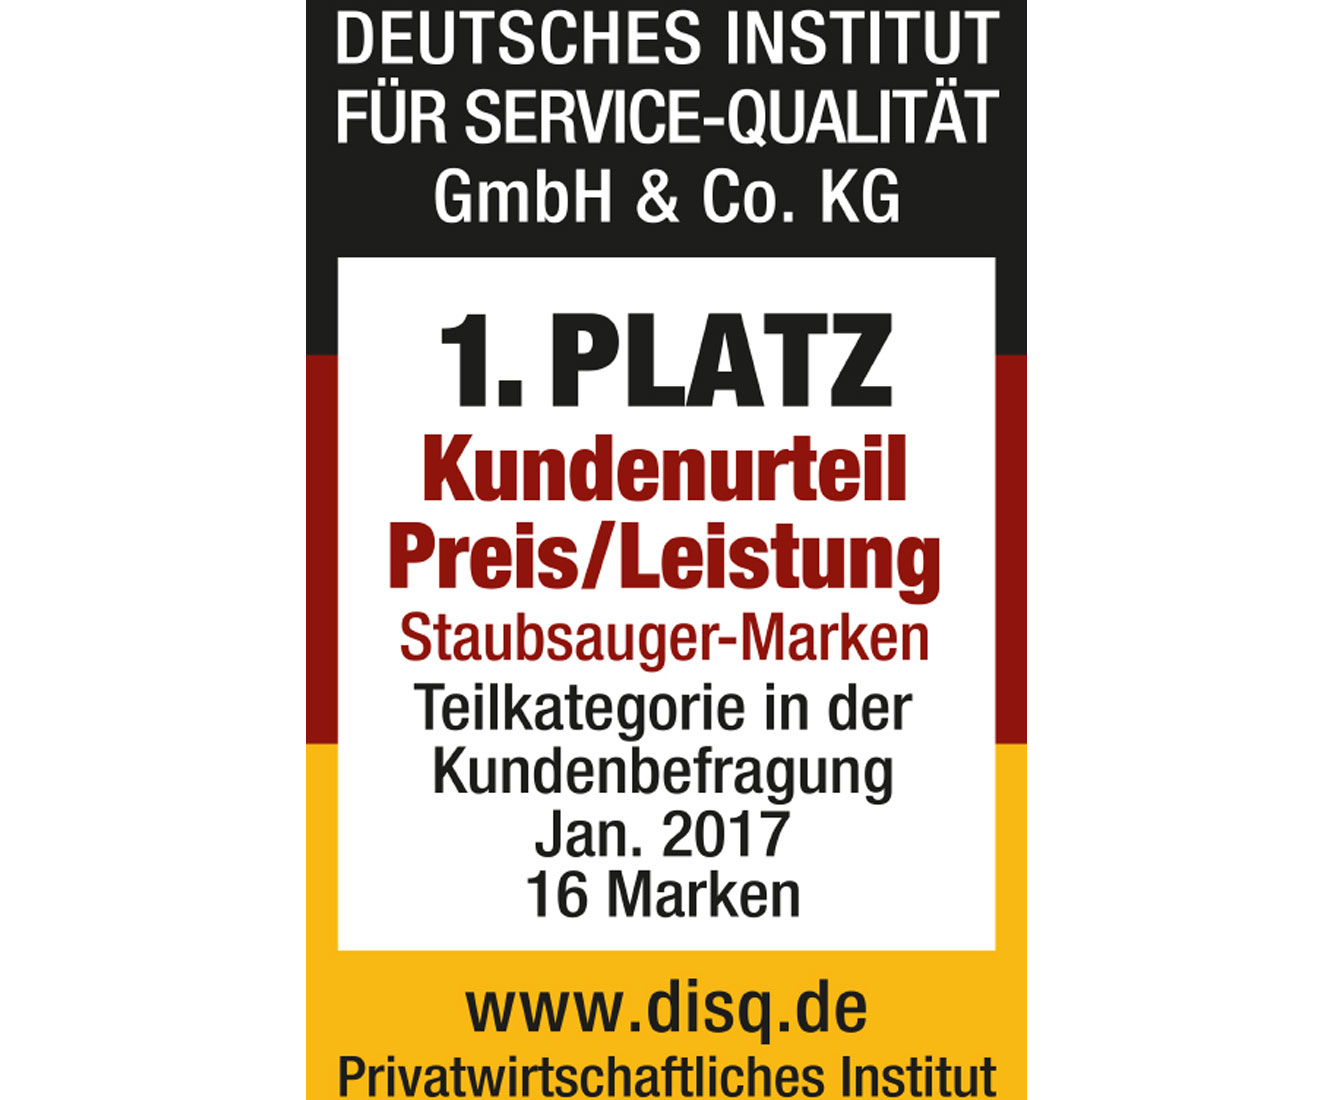 DEUTSCHES INSTITUT
FÜR SERVICE-QUALITÄT
GmbH & Co. KG
1. PLATZ
Kundenurteil
Preis/Leistung
Staubsauger-Marken
Teilkategorie in der
Kundenbefragung
Jan. 2017
16 Marken
www.disq.de
Privatwirtschaftliches Institut